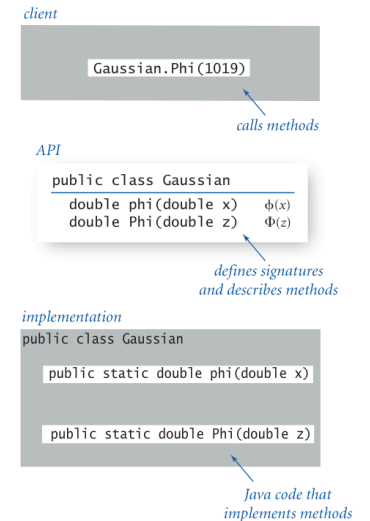 client
Gaussian.Phi(1019)
calls methods
API
public class Gaussian
double phi(double x) ϕ(x)
double Phi(double z) Φ(z)
defines signatures
and describes methods
implementation
public class Gaussian
public static double phi(double x)
public static double Phi(double z)
Java code that
implements methods